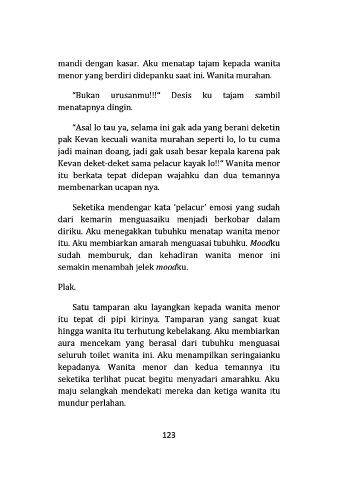 mandi dengan kasar. Aku menatap tajam kepada wanita
menor yang berdiri didepanku saat ini. Wanita murahan.
"Bukan urusanmu!!!" Desis ku tajam sambil
menatapnya dingin.
"Asal lo tau ya, selama ini gak ada yang berani deketin
pak Kevan kecuali wanita murahan seperti lo, lo tu cuma
jadi mainan doang, jadi gak usah besar kepala karena pak
Kevan deket-deket sama pelacur kayak lo!!" Wanita menor
itu berkata tepat didepan wajahku dan dua temannya
membenarkan ucapan nya.
Seketika mendengar kata 'pelacur' emosi yang sudah
dari kemarin menguasaiku menjadi berkobar dalam
diriku. Aku menegakkan tubuhku menatap wanita menor
itu. Aku membiarkan amarah menguasai tubuhku. Moodku
sudah memburuk, dan kehadiran wanita menor ini
semakin menambah jelek moodku.
Plak.
Satu tamparan aku layangkan kepada wanita menor
itu tepat di pipi kirinya. Tamparan yang sangat kuat
hingga wanita itu terhutung kebelakang. Aku membiarkan
aura mencekam yang berasal dari tubuhku menguasai
seluruh toilet wanita ini. Aku menampilkan seringaianku
kepadanya. Wanita menor dan kedua temannya itu
seketika terlihat pucat begitu menyadari amarahku. Aku
maju selangkah mendekati mereka dan ketiga wanita itu
mundur perlahan.
123